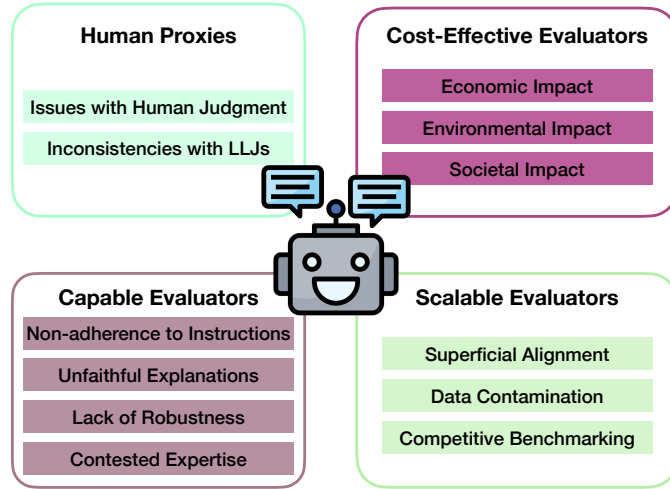 Human Proxies
Issues with Human Judgment
Inconsistencies with LLJs
Cost-Effective Evaluators
Economic Impact
Environmental Impact
Societal Impact
Capable Evaluators
Non-adherence to Instructions
Unfaithful Explanations
Lack of Robustness
Contested Expertise
Scalable Evaluators
Superficial Alignment
Data Contamination
Competitive Benchmarking